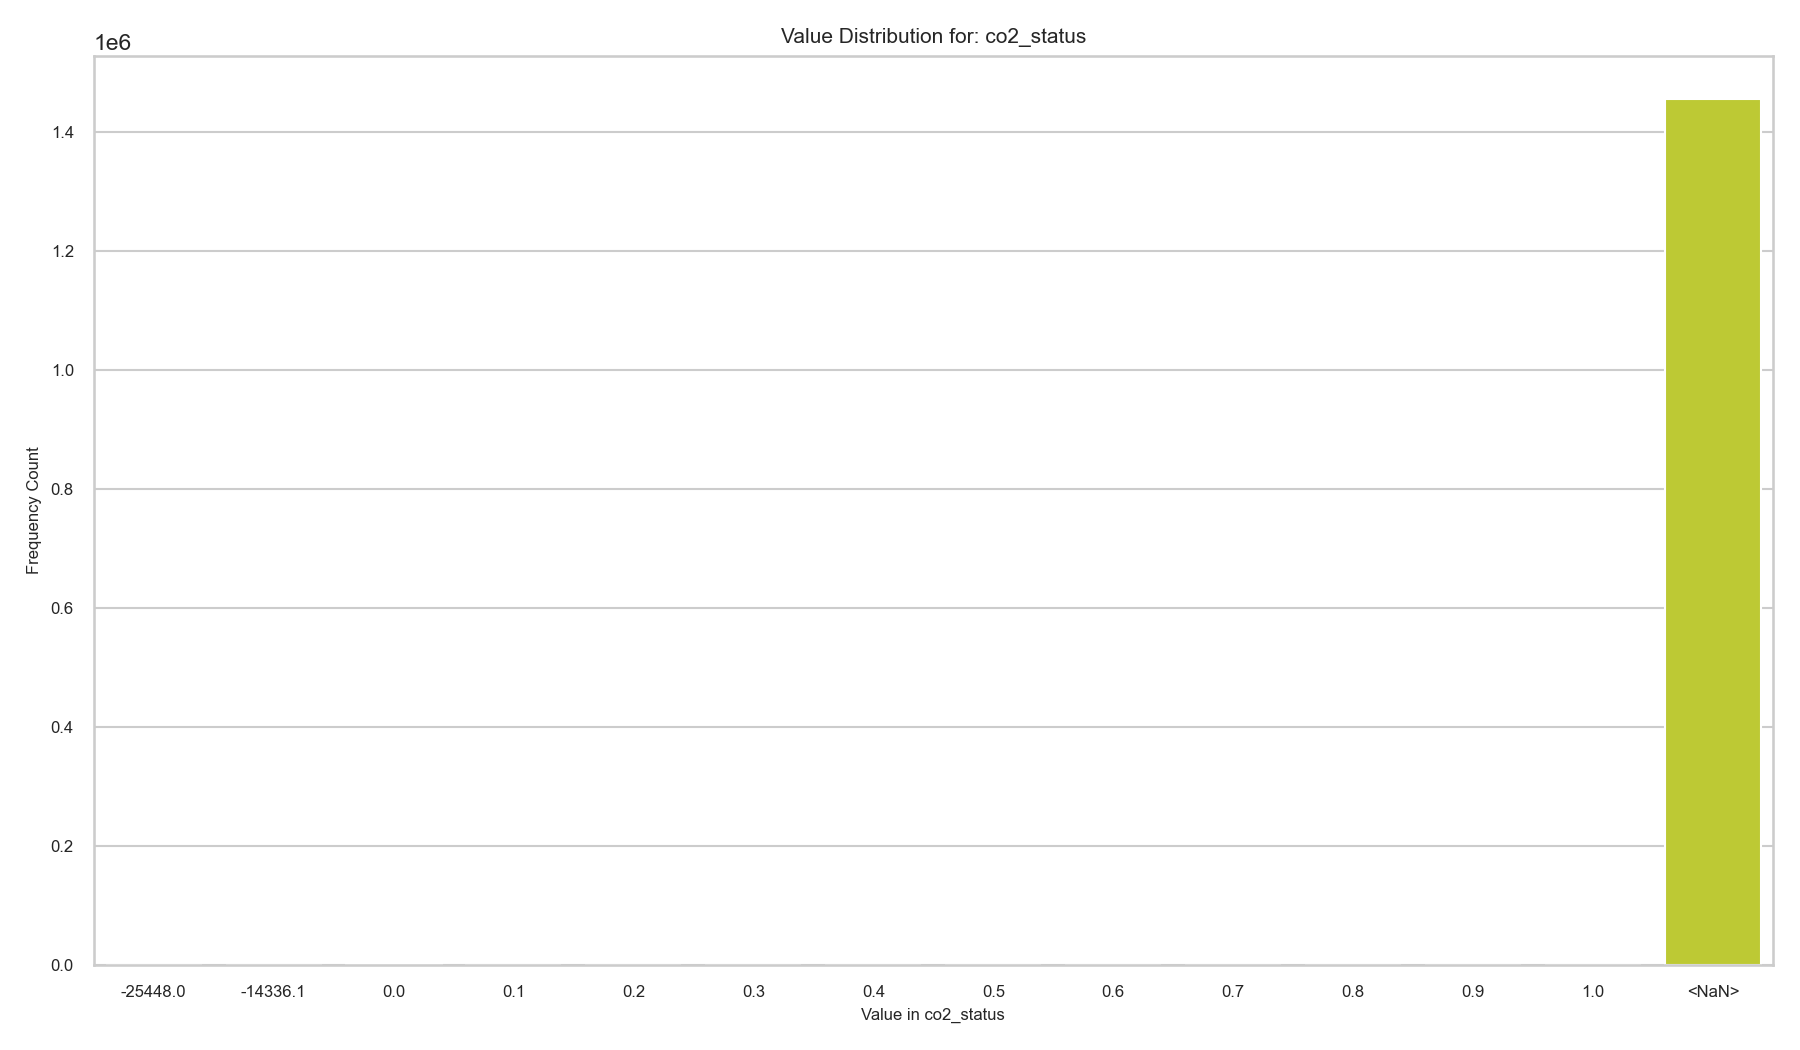 Value Distribution for: co2_status
1e6
1.4
1.2
1.0
0.8
0.6
0.4
0.2
0.0
Frequency Count
-25448.0 -14336.1 0.0 0.1 0.2 0.3 0.4 0.5 0.6 0.7 0.8 0.9 1.0 <NaN>
Value in co2_status